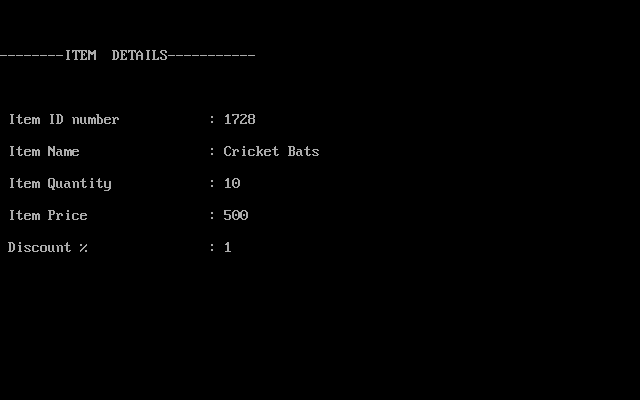 --------ITEM  DETAILS-----------
Item ID number : 1728
Item Name : Cricket Bats
Item Quantity : 10
Item Price : 500
Discount % : 1